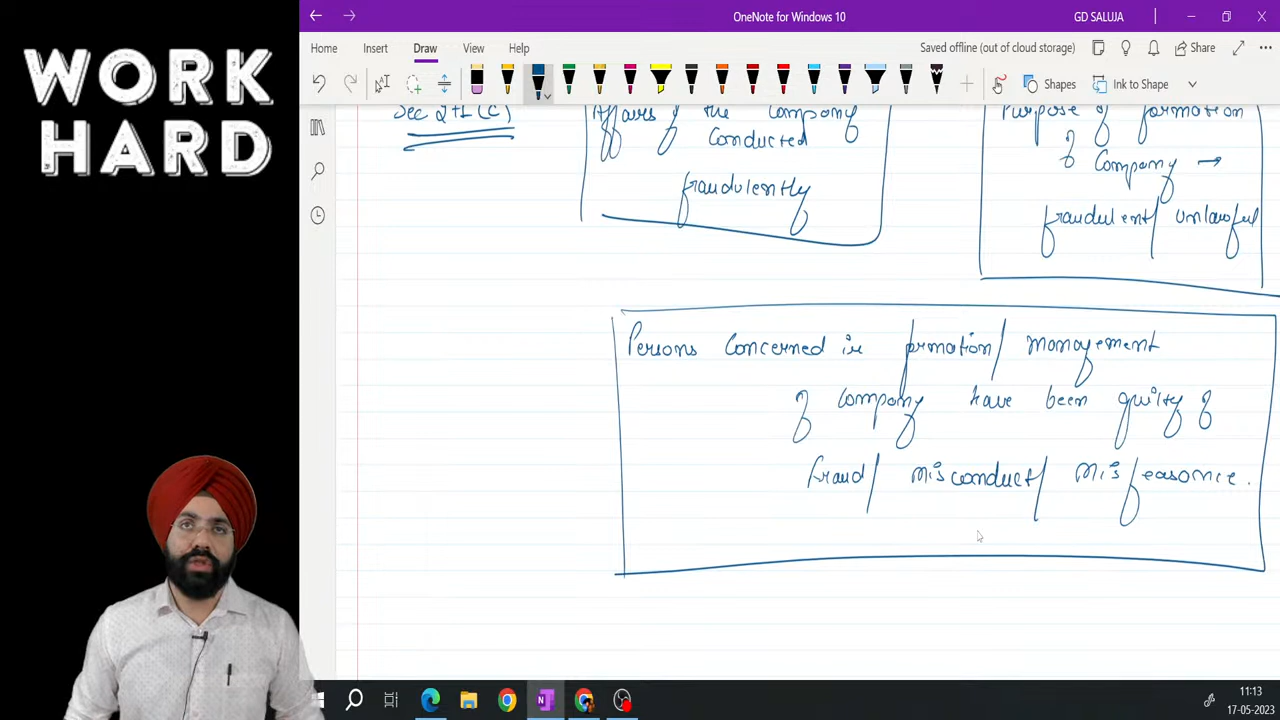 WORK
HARD
OneNote for Windows 10
GD SALUJA
Home Insert Draw View Help
Saved offline (out of cloud storage)
Share
Shapes
Ink to Shape
Sec 271 (c)
Affairs of the Company
Conducted
fraudulently
Purpose of formation
of Company →
fraudulent/ unlawful
Persons Concerned in formation/ management
of Company have been guilty of
fraud/ misconduct/ misfeasance.
11:13
17-05-2023